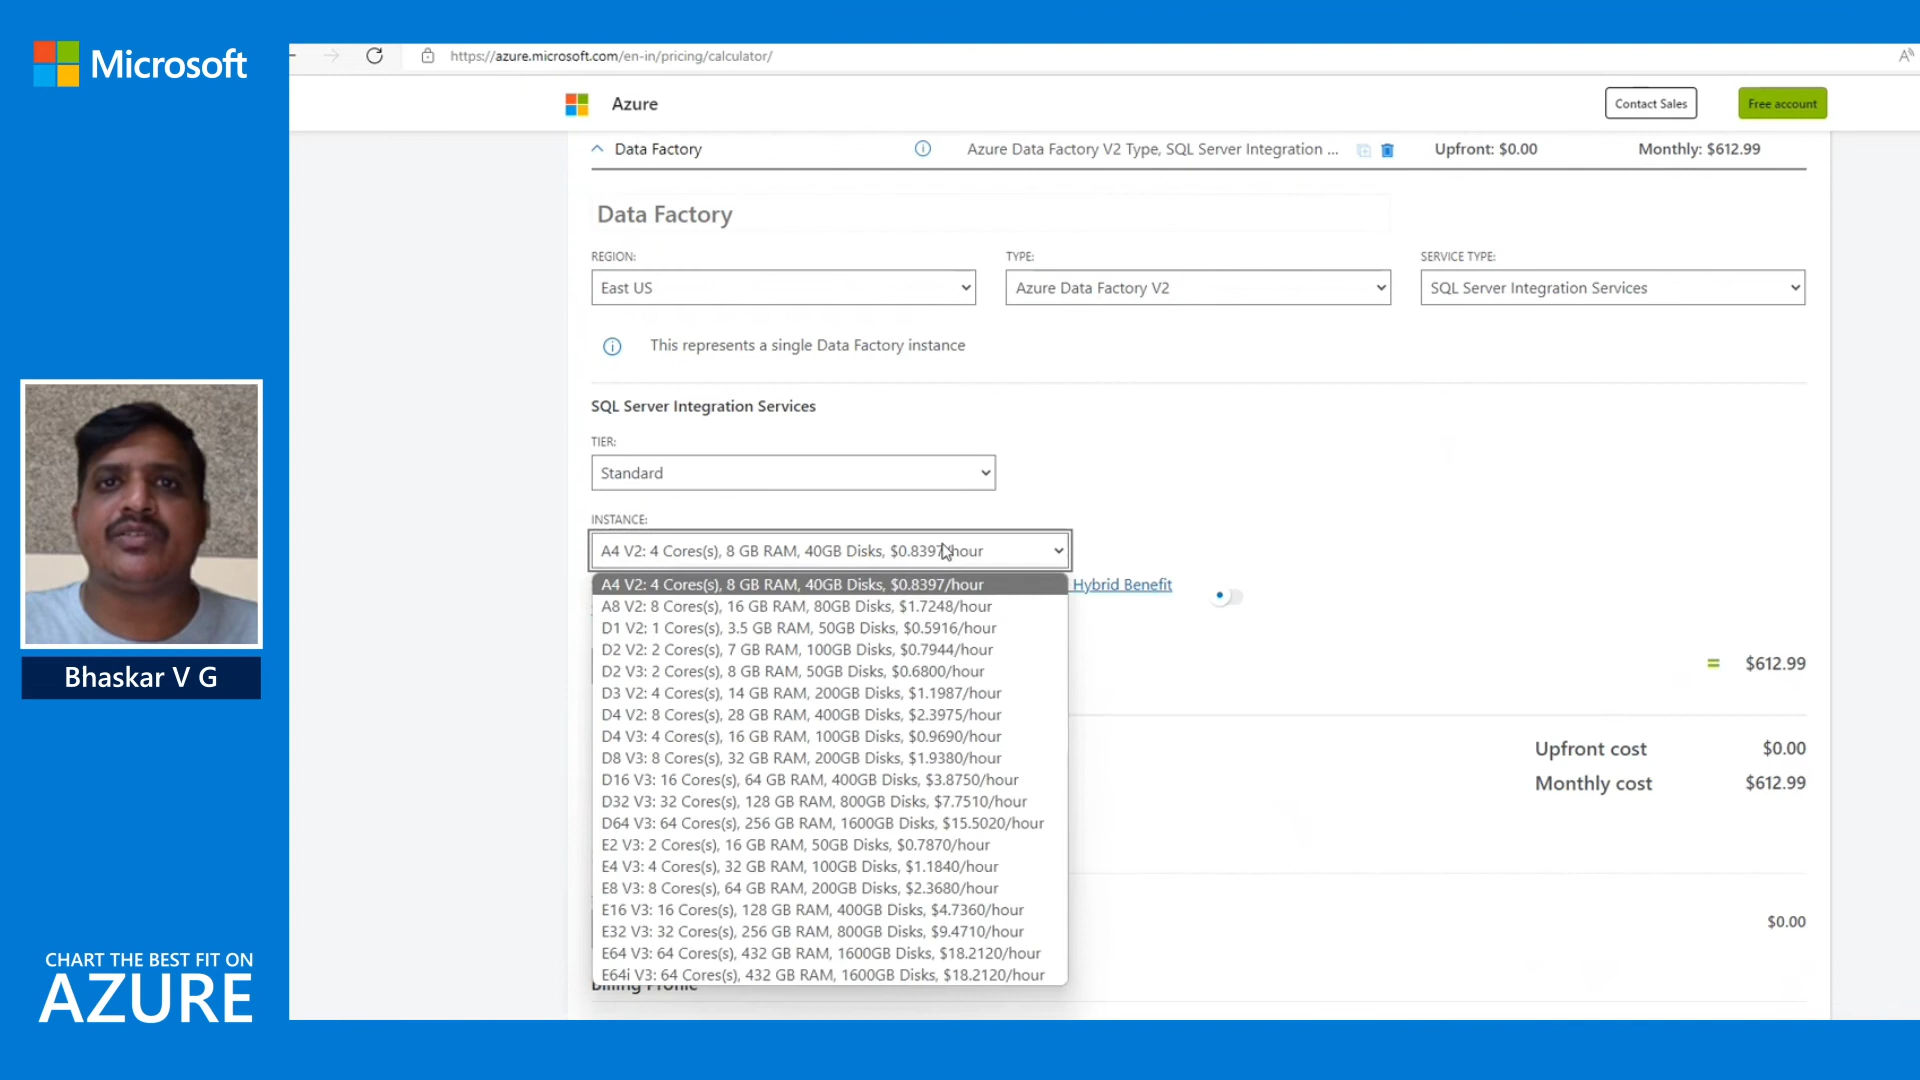 Microsoft
https://azure.microsoft.com/en-in/pricing/calculator/
Azure
Contact Sales
Free account
Data Factory
Azure Data Factory V2 Type, SQL Server Integration ...
Upfront: $0.00
Monthly: $612.99
Data Factory
REGION:
TYPE:
SERVICE TYPE:
East US
Azure Data Factory V2
SQL Server Integration Services
This represents a single Data Factory instance
SQL Server Integration Services
TIER:
Standard
INSTANCE:
A4 V2: 4 Cores(s), 8 GB RAM, 40GB Disks, $0.8397/hour
A4 V2: 4 Cores(s), 8 GB RAM, 40GB Disks, $0.8397/hour
Hybrid Benefit
A8 V2: 8 Cores(s), 16 GB RAM, 80GB Disks, $1.7248/hour
D1 V2: 1 Cores(s), 3.5 GB RAM, 50GB Disks, $0.5916/hour
D2 V2: 2 Cores(s), 7 GB RAM, 100GB Disks, $0.7944/hour
D2 V3: 2 Cores(s), 8 GB RAM, 50GB Disks, $0.6800/hour
D3 V2: 4 Cores(s), 14 GB RAM, 200GB Disks, $1.1987/hour
D4 V2: 8 Cores(s), 28 GB RAM, 400GB Disks, $2.3975/hour
D4 V3: 4 Cores(s), 16 GB RAM, 100GB Disks, $0.9690/hour
D8 V3: 8 Cores(s), 32 GB RAM, 200GB Disks, $1.9380/hour
D16 V3: 16 Cores(s), 64 GB RAM, 400GB Disks, $3.8750/hour
D32 V3: 32 Cores(s), 128 GB RAM, 800GB Disks, $7.7510/hour
D64 V3: 64 Cores(s), 256 GB RAM, 1600GB Disks, $15.5020/hour
E2 V3: 2 Cores(s), 16 GB RAM, 50GB Disks, $0.7870/hour
E4 V3: 4 Cores(s), 32 GB RAM, 100GB Disks, $1.1840/hour
E8 V3: 8 Cores(s), 64 GB RAM, 200GB Disks, $2.3680/hour
E16 V3: 16 Cores(s), 128 GB RAM, 400GB Disks, $4.7360/hour
E32 V3: 32 Cores(s), 256 GB RAM, 800GB Disks, $9.4710/hour
E64 V3: 64 Cores(s), 432 GB RAM, 1600GB Disks, $18.2120/hour
E64i V3: 64 Cores(s), 432 GB RAM, 1600GB Disks, $18.2120/hour
Billing Profile
= $612.99
Upfront cost $0.00
Monthly cost $612.99
$0.00
Bhaskar V G
CHART THE BEST FIT ON
AZURE